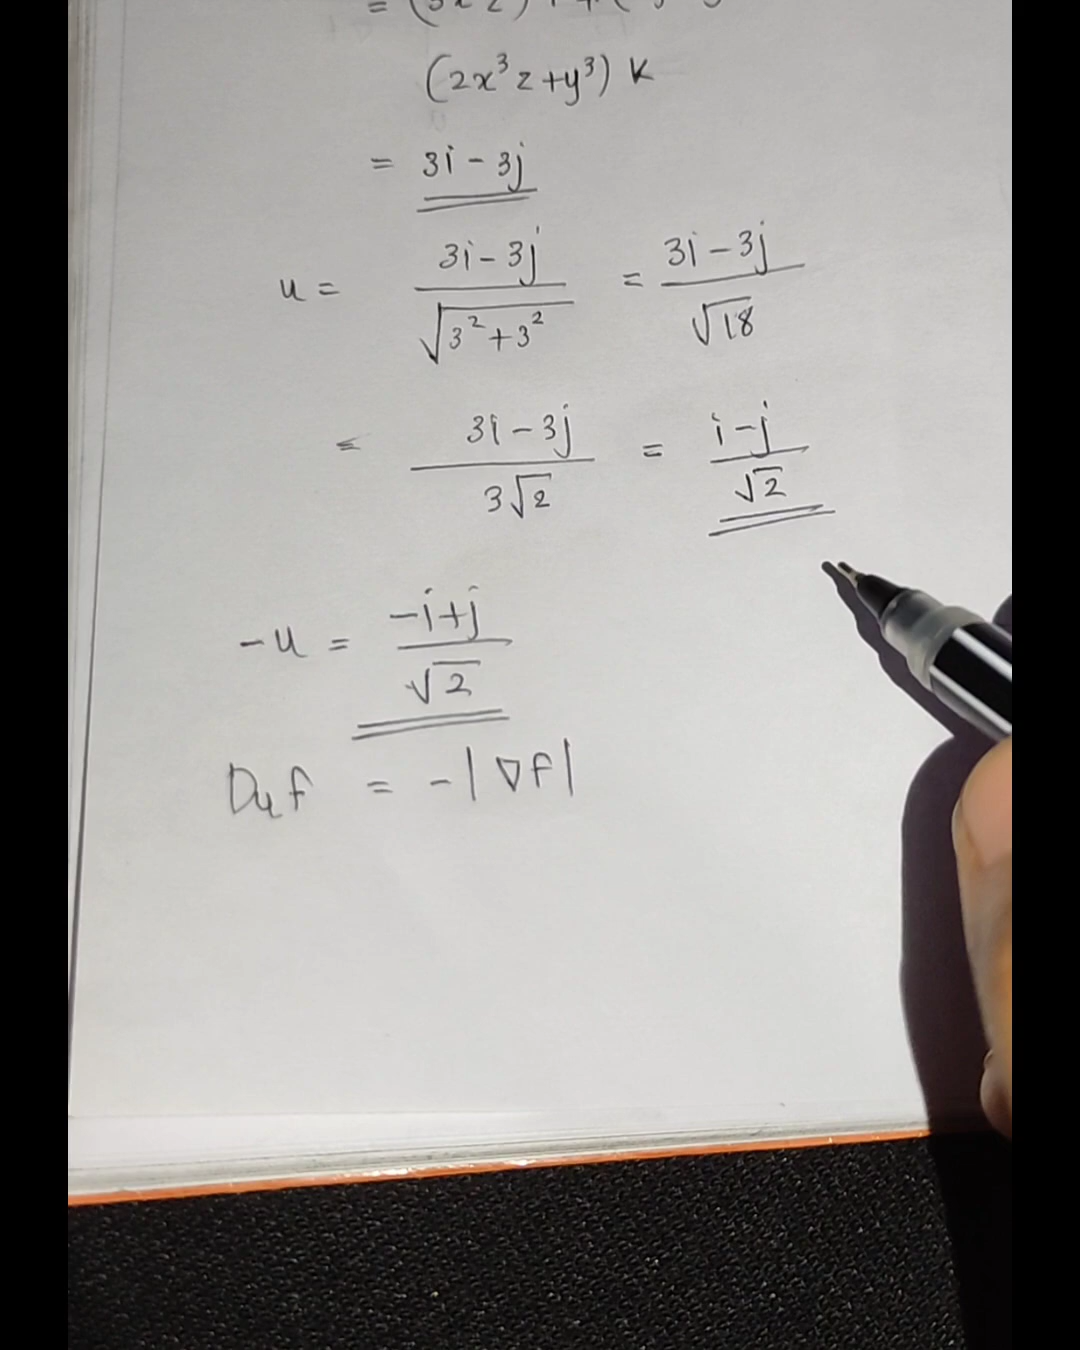 (2x³z+y³) k
= 3i - 3j
u = 3i - 3j / √3²+3² = 3i - 3j / √18
= 3i - 3j / 3√2 = i - j / √2
-u = -i+j / √2
Duf = -|∇f|